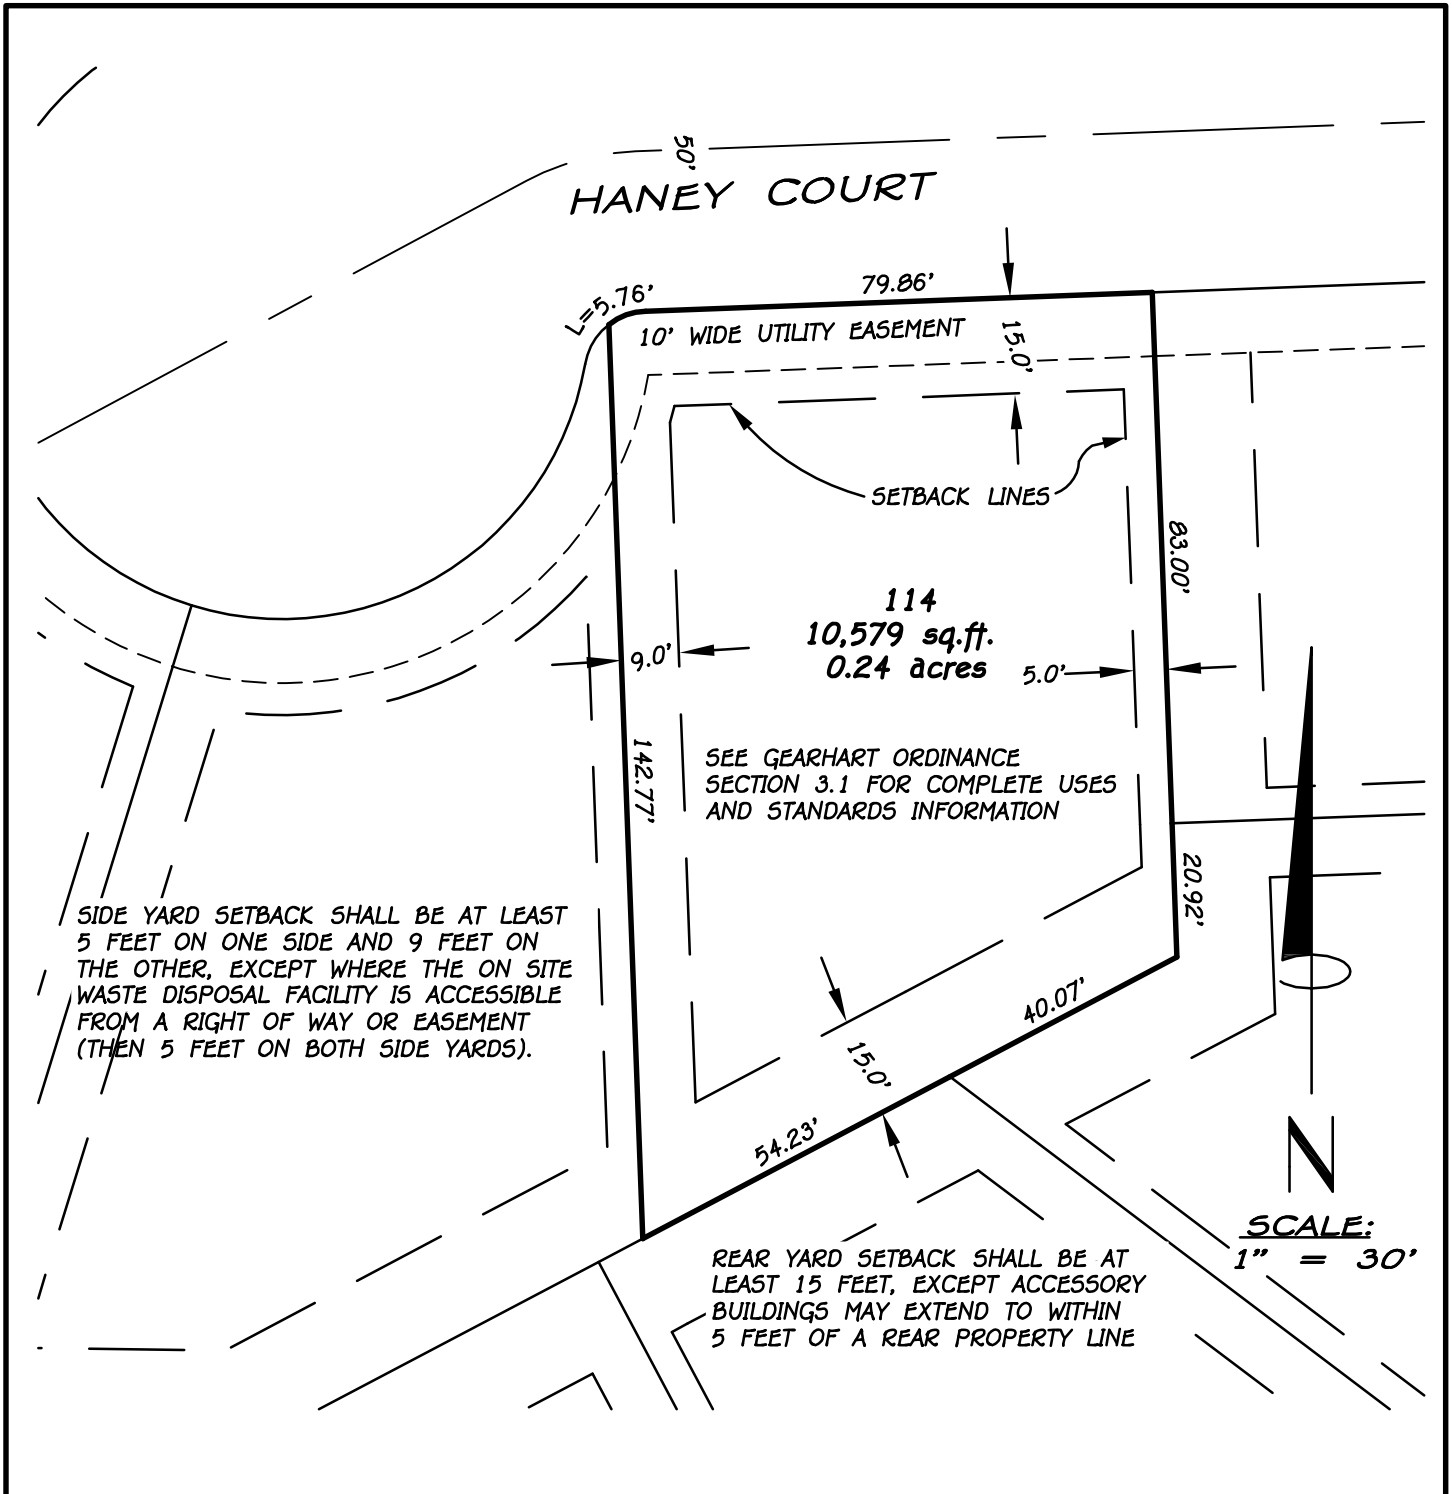 50'
HANEY COURT
L=5.76'
79.86'
10' WIDE UTILITY EASEMENT
15.0'
SETBACK LINES
83.00'
114
10,579 sq.ft.
0.24 acres
9.0'
5.0'
142.77'
SEE GEARHART ORDINANCE
SECTION 3.1 FOR COMPLETE USES
AND STANDARDS INFORMATION
20.92'
SIDE YARD SETBACK SHALL BE AT LEAST
5 FEET ON ONE SIDE AND 9 FEET ON
THE OTHER, EXCEPT WHERE THE ON SITE
WASTE DISPOSAL FACILITY IS ACCESSIBLE
FROM A RIGHT OF WAY OR EASEMENT
(THEN 5 FEET ON BOTH SIDE YARDS).
40.07'
15.0'
54.23'
N
SCALE:
1" = 30'
REAR YARD SETBACK SHALL BE AT
LEAST 15 FEET, EXCEPT ACCESSORY
BUILDINGS MAY EXTEND TO WITHIN
5 FEET OF A REAR PROPERTY LINE